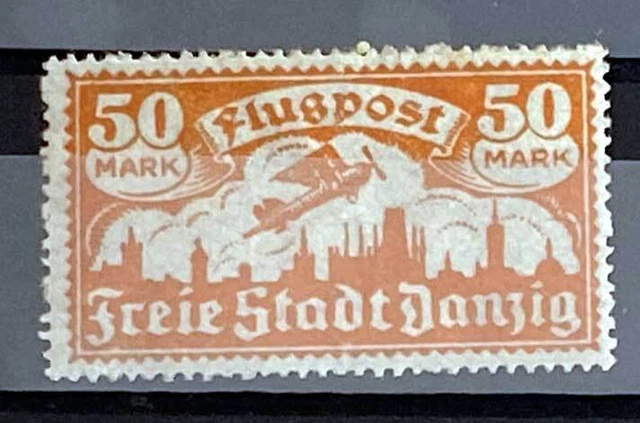 50 MARK
Flugpost
50 MARK
Freie Stadt Danzig